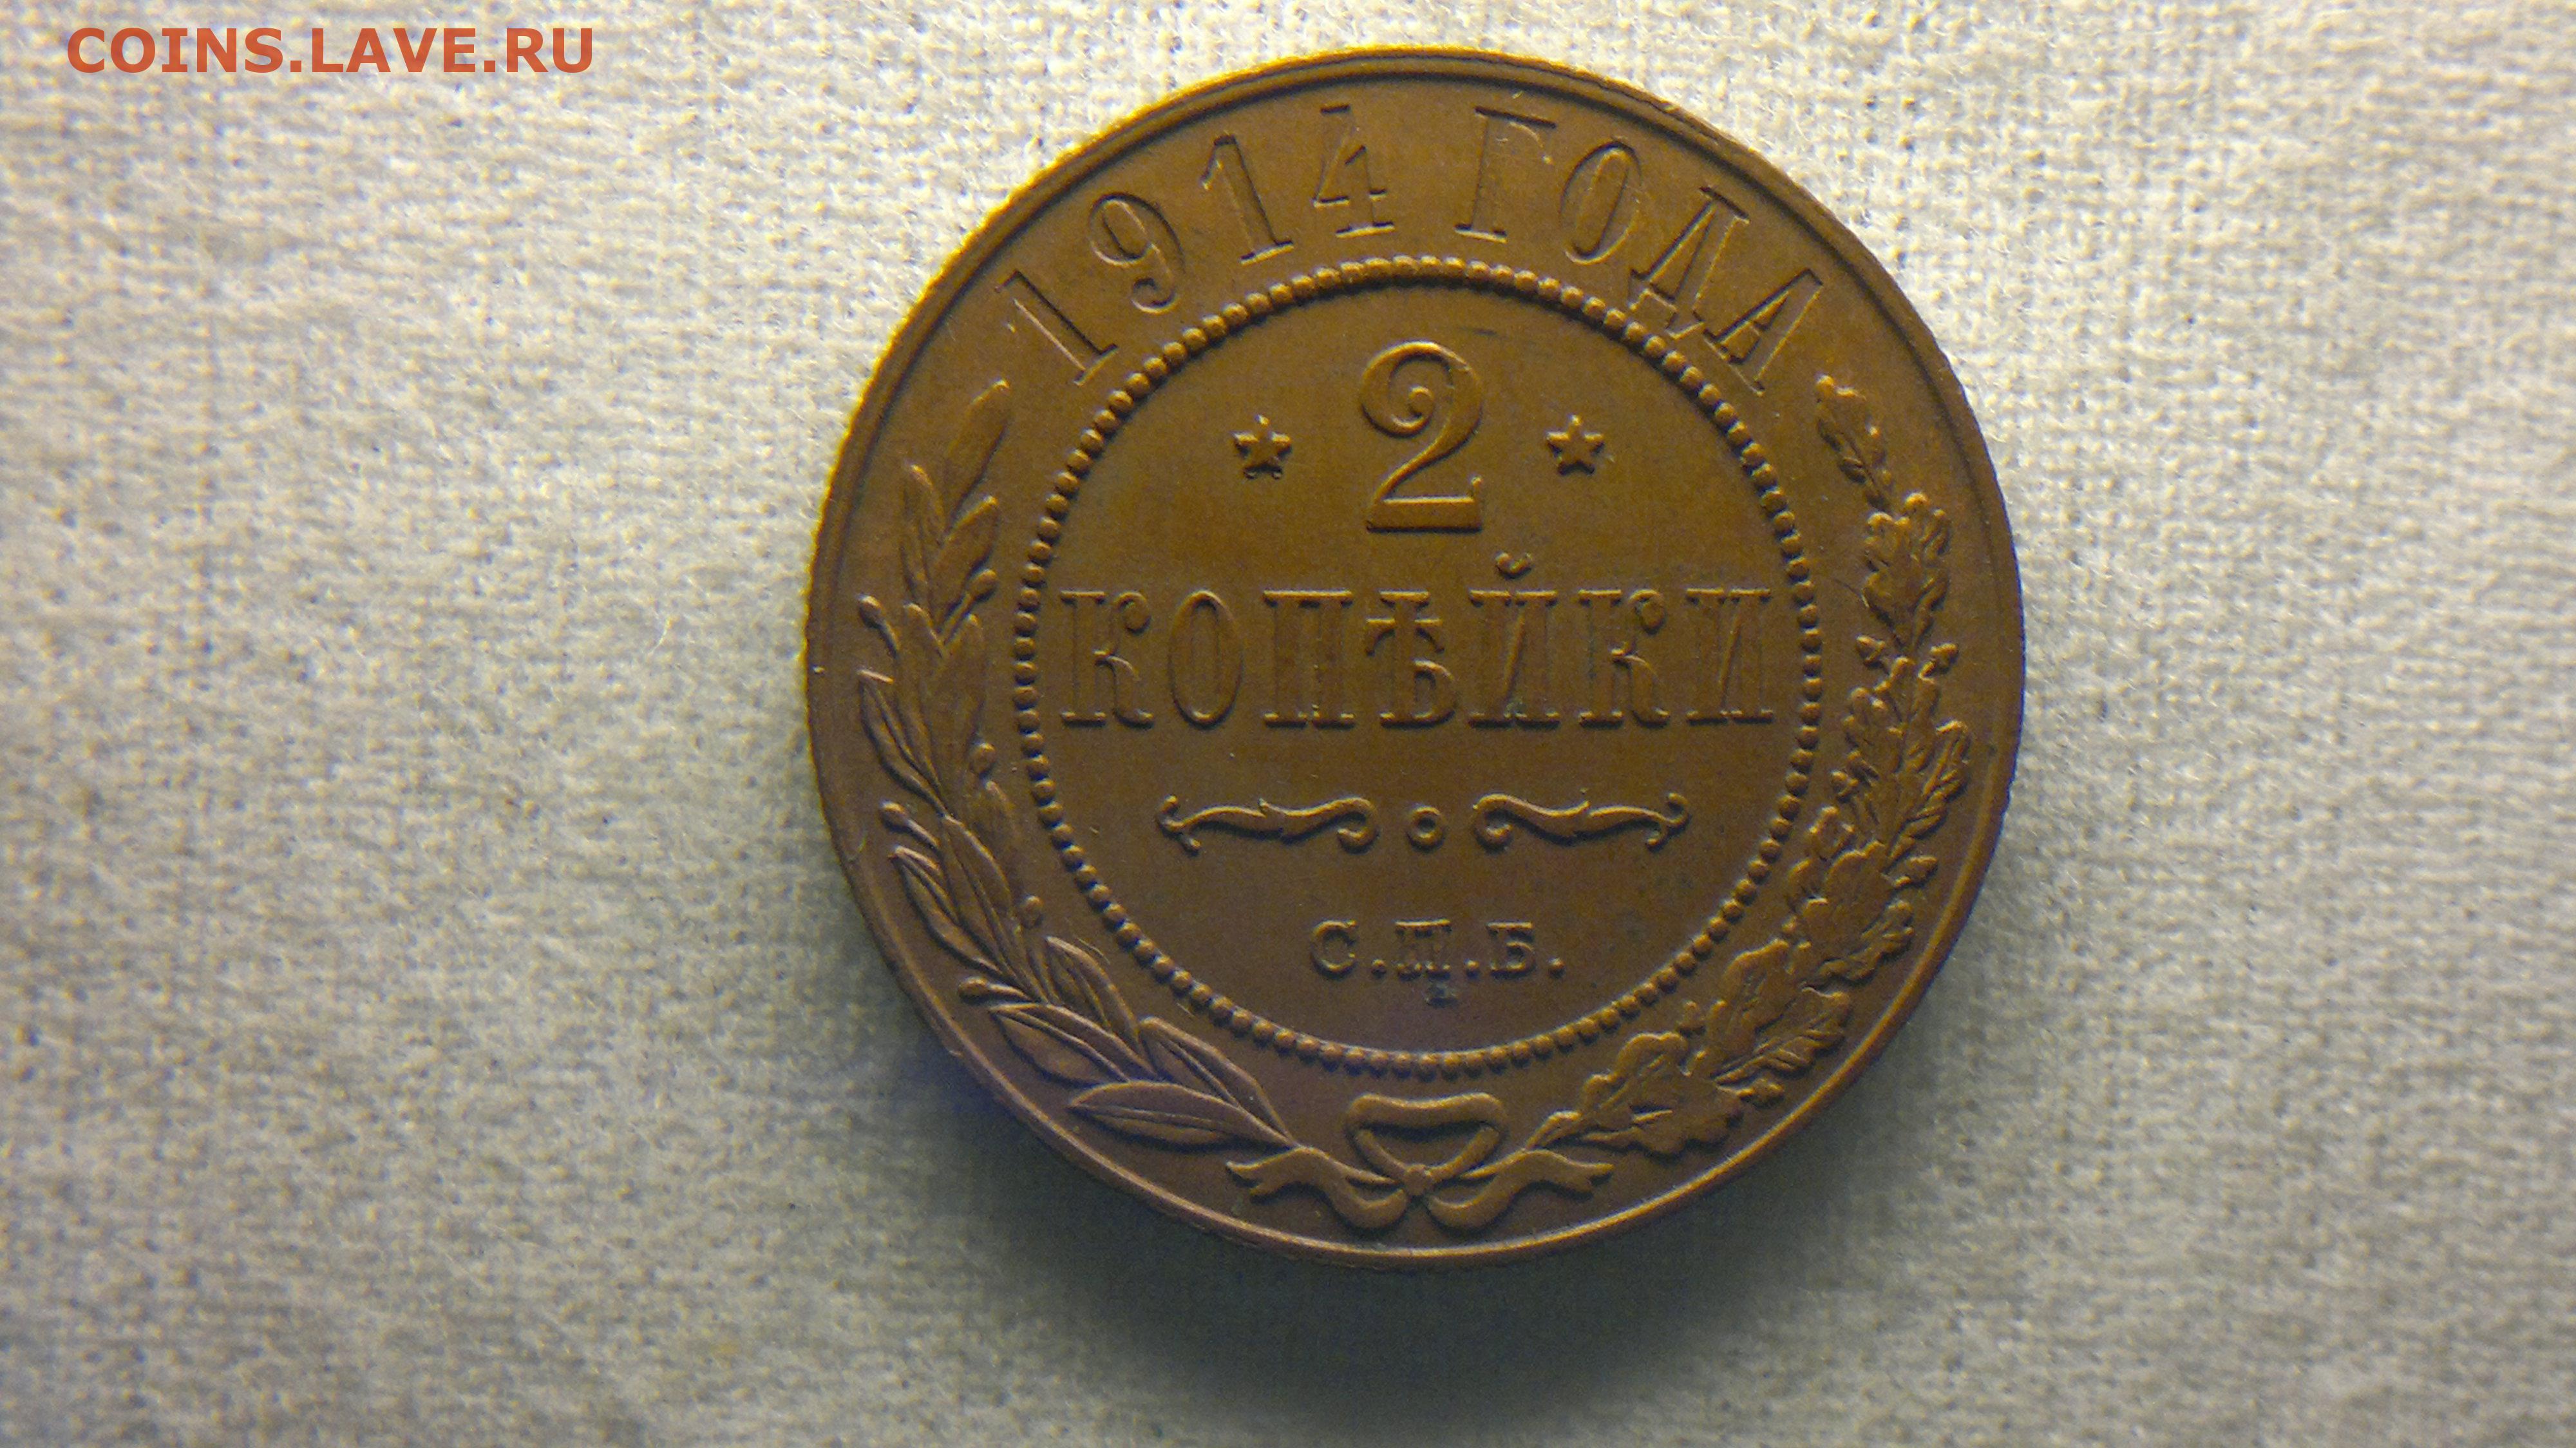 COINS.LAVE.RU
1914 ГОДА
2
КОПѢЙКИ
С.П.Б.